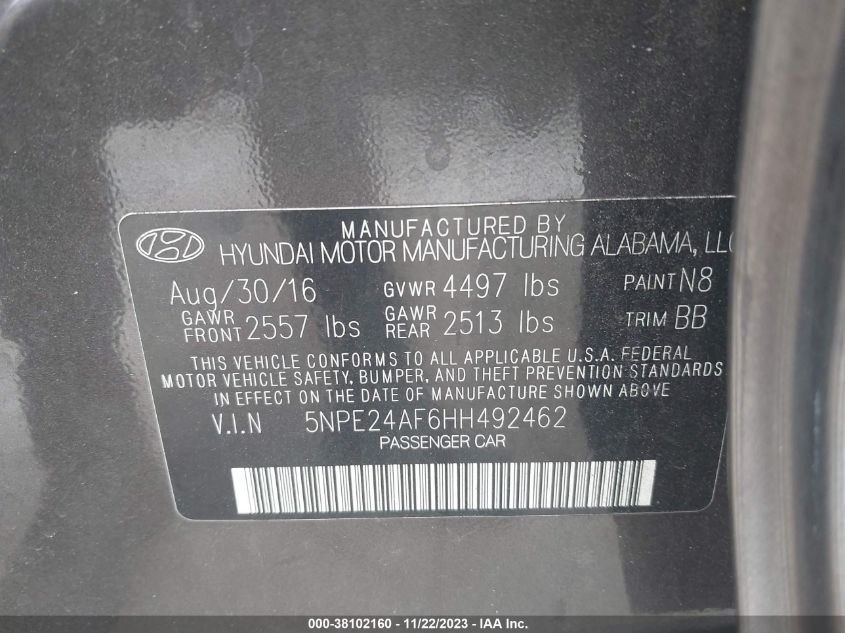 MANUFACTURED BY
HYUNDAI MOTOR MANUFACTURING ALABAMA, LLC
Aug/30/16 GVWR 4497 lbs PAINT N8
GAWR FRONT 2557 lbs GAWR REAR 2513 lbs TRIM BB
THIS VEHICLE CONFORMS TO ALL APPLICABLE U.S.A. FEDERAL
MOTOR VEHICLE SAFETY, BUMPER, AND THEFT PREVENTION STANDARDS
IN EFFECT ON THE DATE OF MANUFACTURE SHOWN ABOVE
V.I.N 5NPE24AF6HH492462
PASSENGER CAR
000-38102160 - 11/22/2023 - IAAI.com